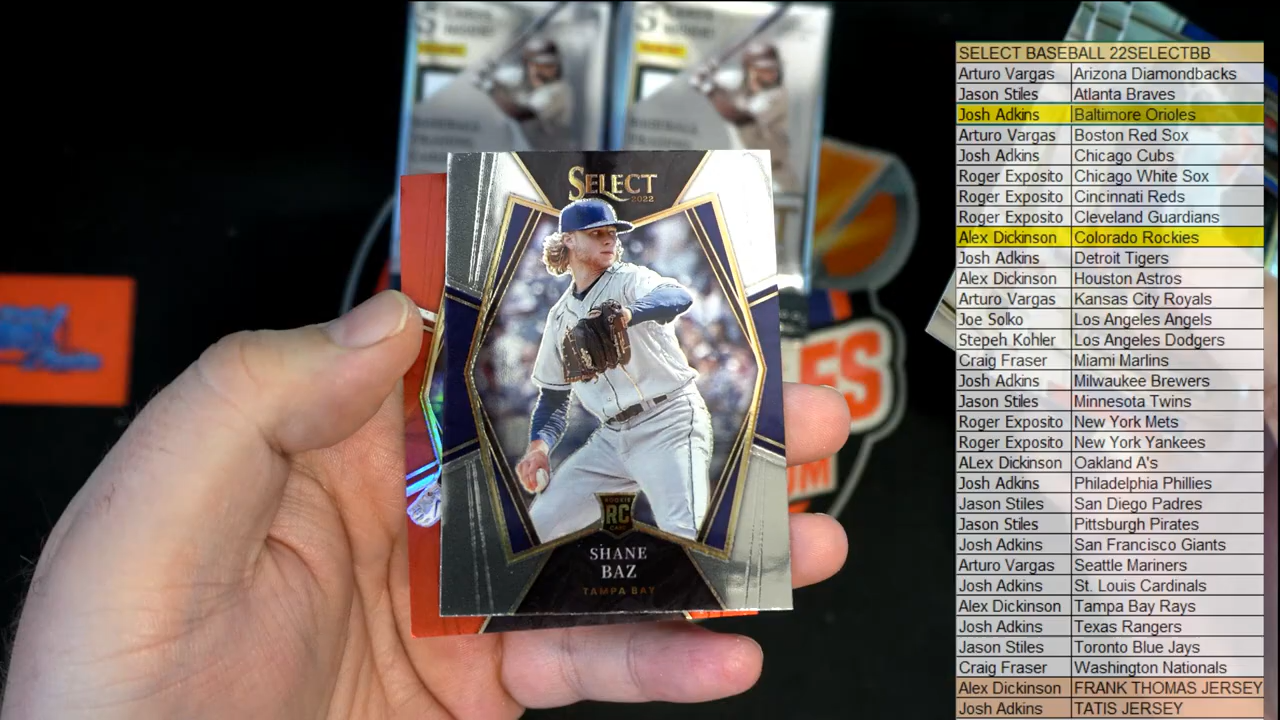 SELECT
2022
RC
SHANE
BAZ
TAMPA BAY
SELECT BASEBALL 22SELECTBB
Arturo Vargas Arizona Diamondbacks
Jason Stiles Atlanta Braves
Josh Adkins Baltimore Orioles
Arturo Vargas Boston Red Sox
Josh Adkins Chicago Cubs
Roger Exposito Chicago White Sox
Roger Exposito Cincinnati Reds
Roger Exposito Cleveland Guardians
Alex Dickinson Colorado Rockies
Josh Adkins Detroit Tigers
Alex Dickinson Houston Astros
Arturo Vargas Kansas City Royals
Joe Solko Los Angeles Angels
Stepeh Kohler Los Angeles Dodgers
Craig Fraser Miami Marlins
Josh Adkins Milwaukee Brewers
Jason Stiles Minnesota Twins
Roger Exposito New York Mets
Roger Exposito New York Yankees
ALex Dickinson Oakland A's
Josh Adkins Philadelphia Phillies
Jason Stiles San Diego Padres
Jason Stiles Pittsburgh Pirates
Josh Adkins San Francisco Giants
Arturo Vargas Seattle Mariners
Josh Adkins St. Louis Cardinals
Alex Dickinson Tampa Bay Rays
Josh Adkins Texas Rangers
Jason Stiles Toronto Blue Jays
Craig Fraser Washington Nationals
Alex Dickinson FRANK THOMAS JERSEY
Josh Adkins TATIS JERSEY